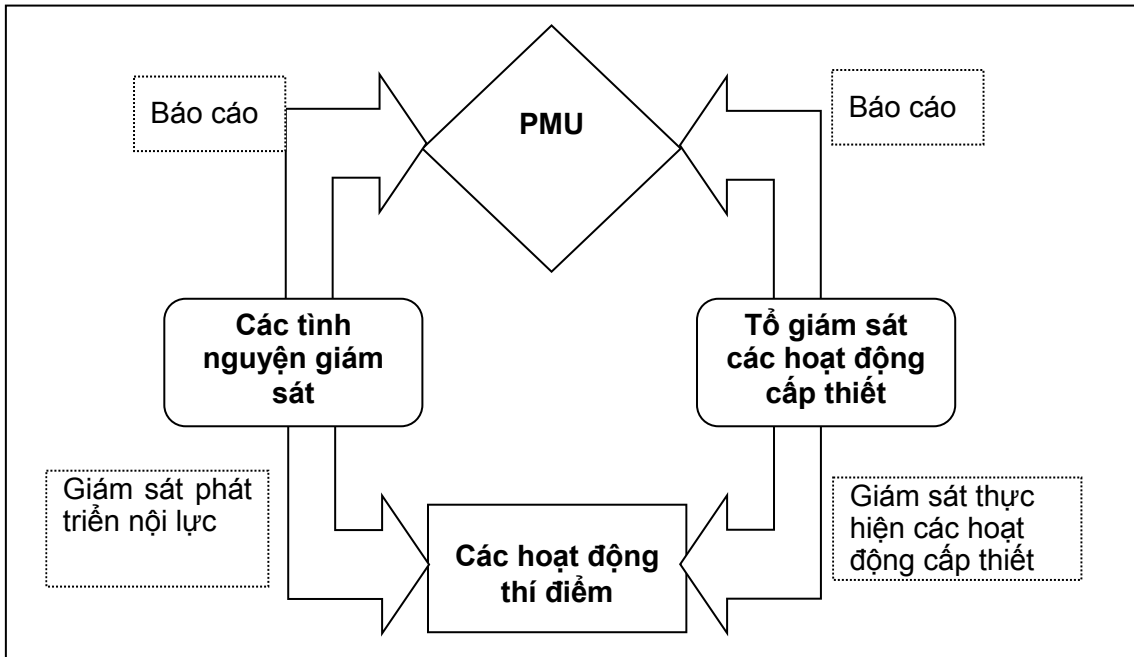 Báo cáo
PMU
Báo cáo
Các tình
nguyện giám
sát
Tổ giám sát
các hoạt động
cấp thiết
Giám sát phát
triển nội lực
Các hoạt động
thí điểm
Giám sát thực
hiện các hoạt
động cấp thiết